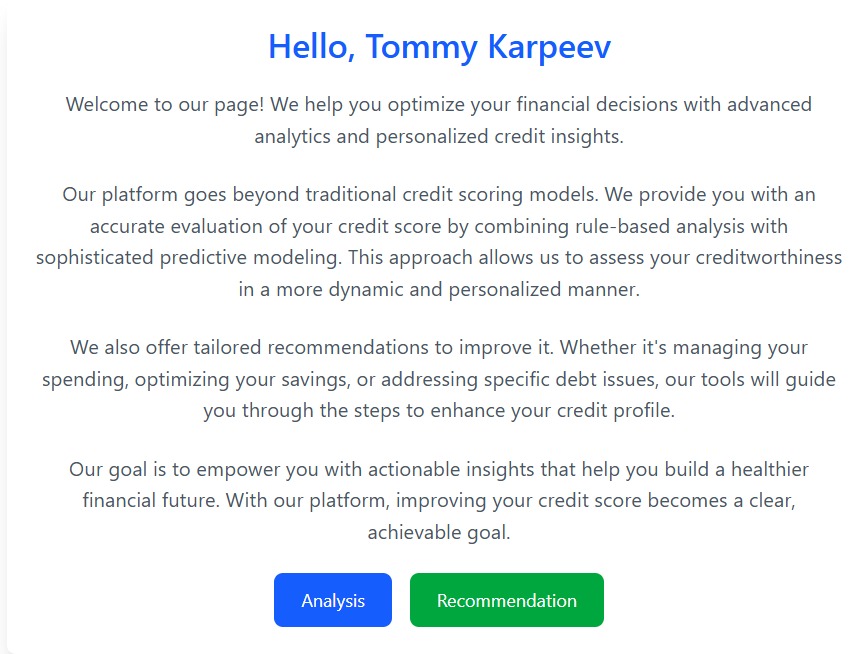 Hello, Tommy Karpeev
Welcome to our page! We help you optimize your financial decisions with advanced
analytics and personalized credit insights.
Our platform goes beyond traditional credit scoring models. We provide you with an
accurate evaluation of your credit score by combining rule-based analysis with
sophisticated predictive modeling. This approach allows us to assess your creditworthiness
in a more dynamic and personalized manner.
We also offer tailored recommendations to improve it. Whether it's managing your
spending, optimizing your savings, or addressing specific debt issues, our tools will guide
you through the steps to enhance your credit profile.
Our goal is to empower you with actionable insights that help you build a healthier
financial future. With our platform, improving your credit score becomes a clear,
achievable goal.
Analysis
Recommendation